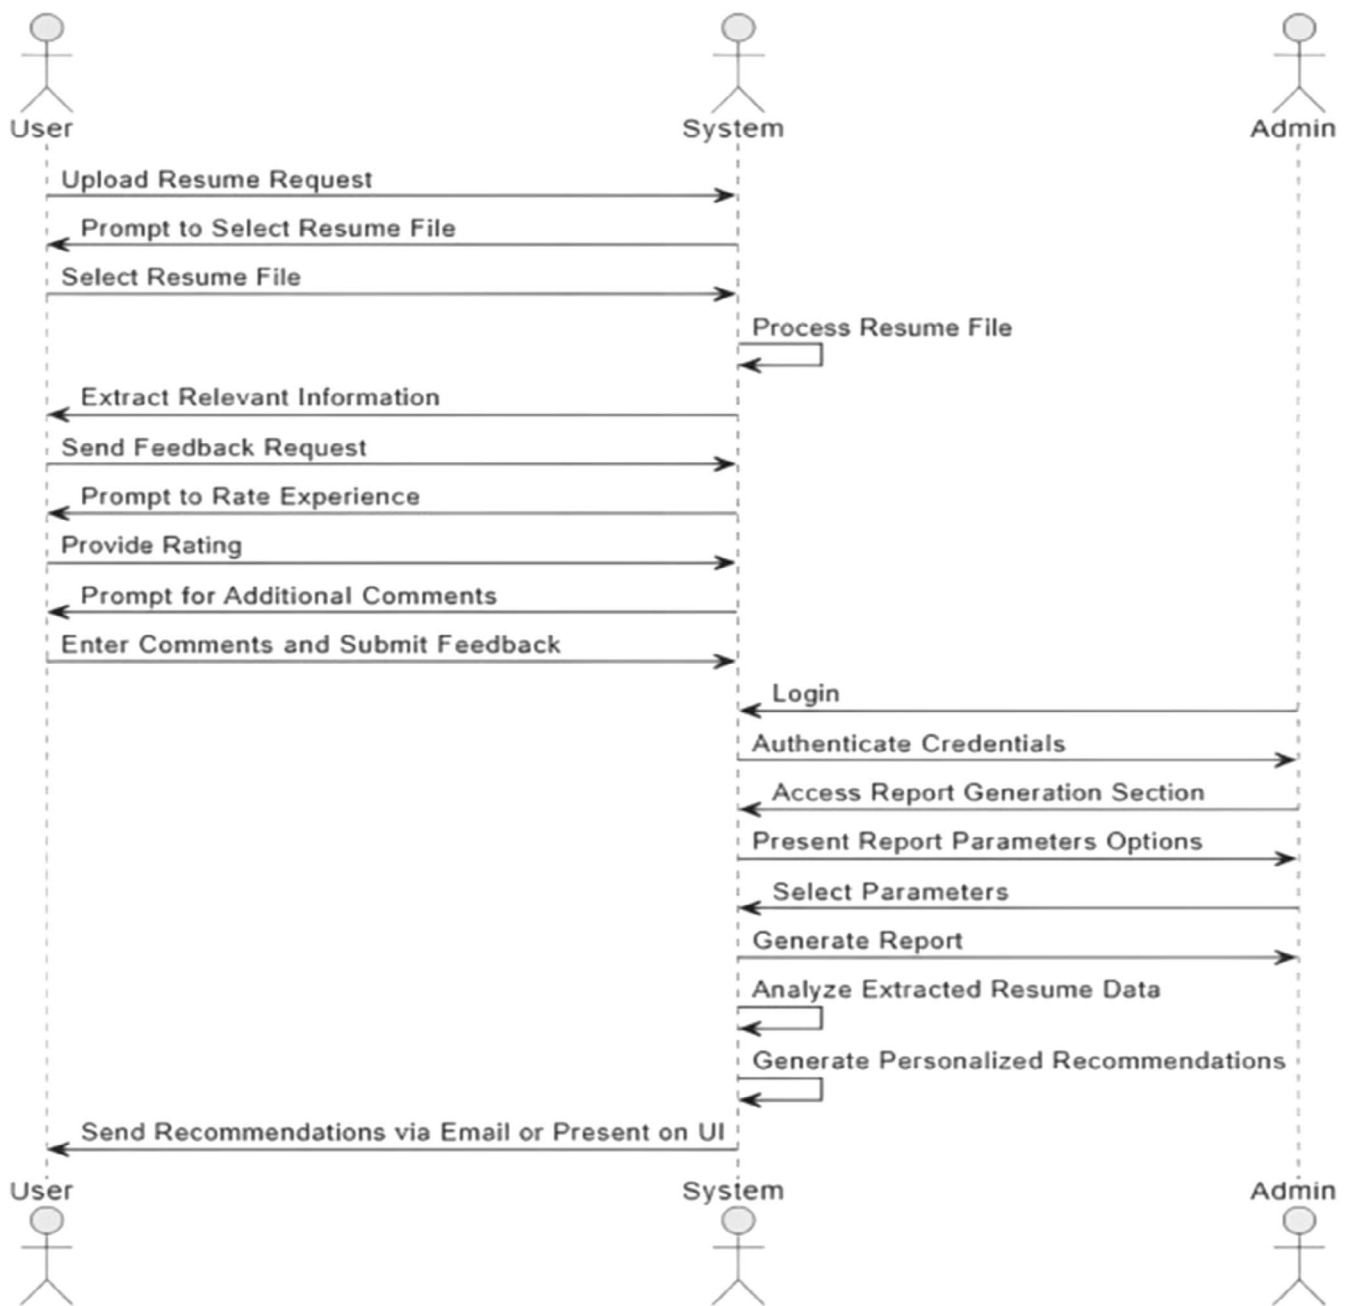 User System Admin
Upload Resume Request
Prompt to Select Resume File
Select Resume File
Process Resume File
Extract Relevant Information
Send Feedback Request
Prompt to Rate Experience
Provide Rating
Prompt for Additional Comments
Enter Comments and Submit Feedback
Login
Authenticate Credentials
Access Report Generation Section
Present Report Parameters Options
Select Parameters
Generate Report
Analyze Extracted Resume Data
Generate Personalized Recommendations
Send Recommendations via Email or Present on UI
User System Admin